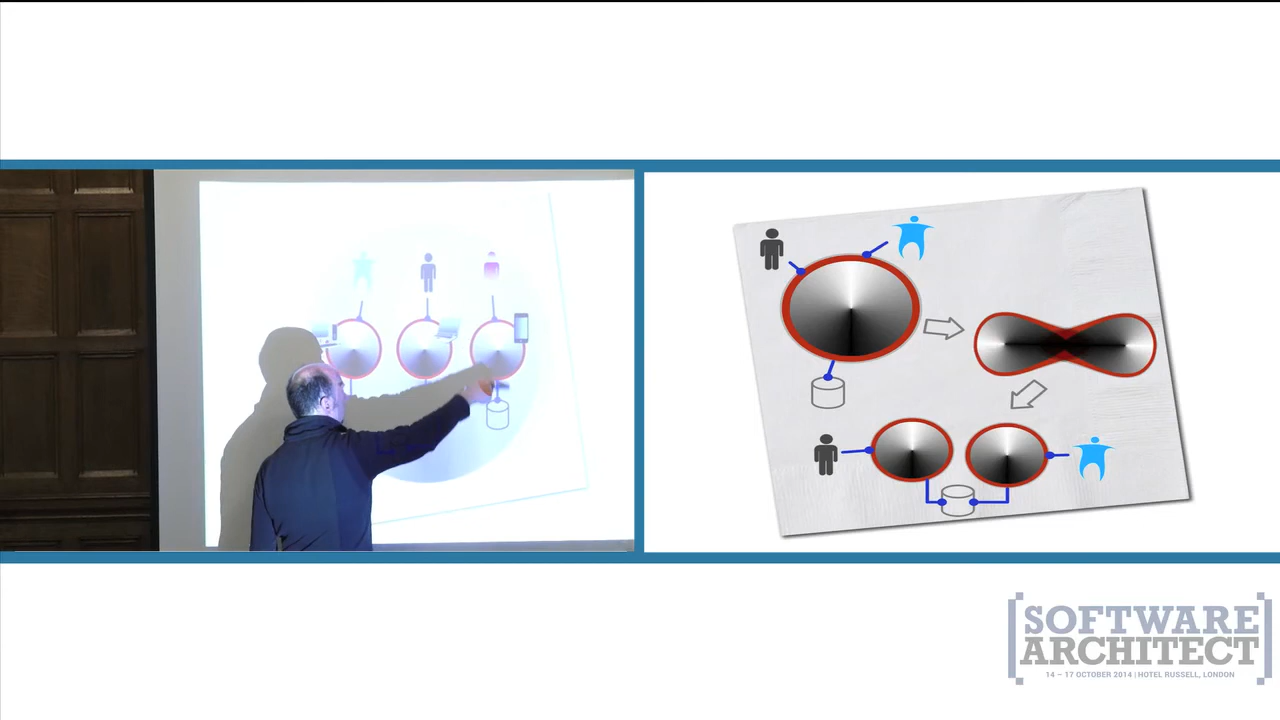 SOFTWARE
ARCHITECT
14 – 17 OCTOBER 2014 | HOTEL RUSSELL, LONDON